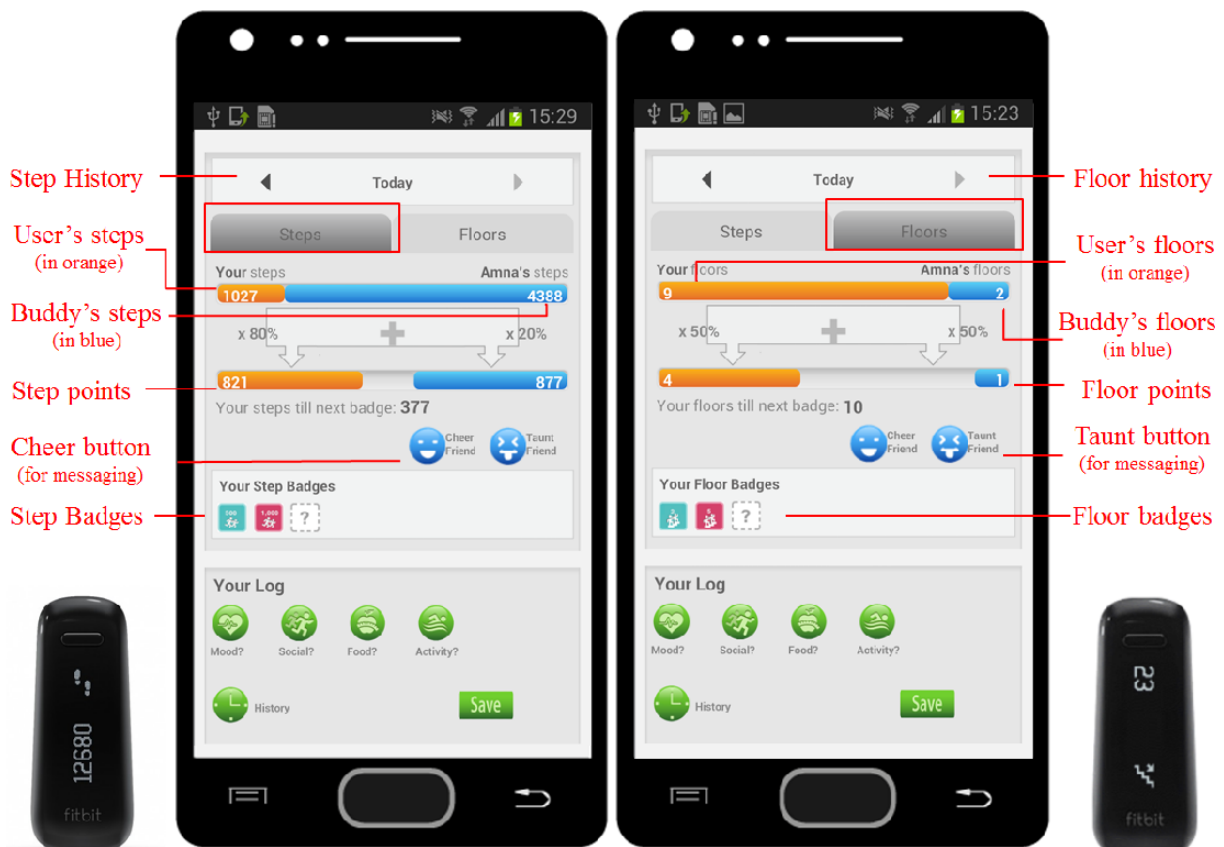 15:29
Today
Steps
Floors
Your steps
Amna's steps
1027
4388
x 80%
x 20%
821
877
Your steps till next badge: 377
Cheer
Friend
Taunt
Friend
Your Step Badges
500
1,000
?
Your Log
Mood?
Social?
Food?
Activity?
History
Save
15:23
Today
Steps
Floors
Your floors
Amna's floors
9
2
x 50%
x 50%
4
1
Your floors till next badge: 10
Cheer
Friend
Taunt
Friend
Your Floor Badges
?
Your Log
Mood?
Social?
Food?
Activity?
History
Save
Step History
User's steps
(in orange)
Buddy's steps
(in blue)
Step points
Cheer button
(for messaging)
Step Badges
Floor history
User's floors
(in orange)
Buddy's floors
(in blue)
Floor points
Taunt button
(for messaging)
Floor badges
12680
fitbit
23
fitbit